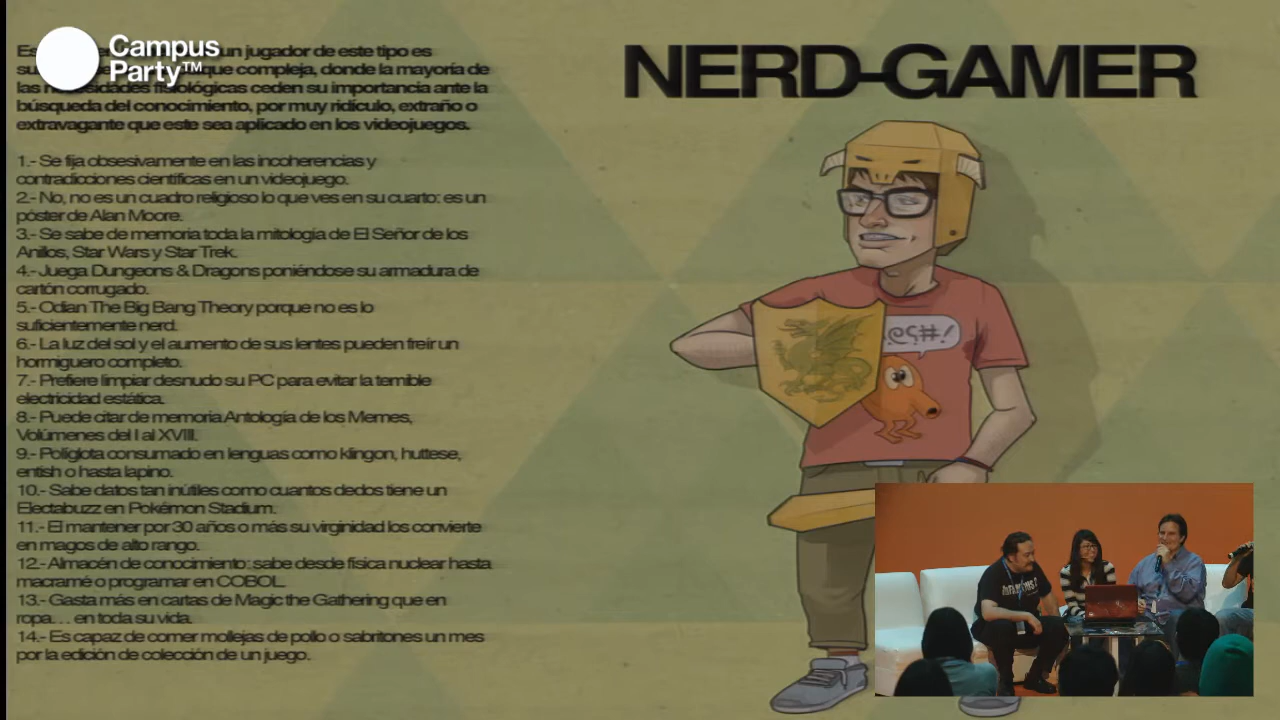 Campus
Party™
NERD-GAMER
un jugador de este tipo es
que compleja, donde la mayoría de
las necesidades fisiológicas ceden su importancia ante la
búsqueda del conocimiento, por muy ridículo, extraño o
extravagante que este sea aplicado en los videojuegos.
1.- Se fija obsesivamente en las incoherencias y
contradicciones científicas en un videojuego.
2.- No, no es un cuadro religioso lo que ves en su cuarto: es un
póster de Alan Moore.
3.- Se sabe de memoria toda la mitología de El Señor de los
Anillos, Star Wars y Star Trek.
4.- Juega Dungeons & Dragons poniéndose su armadura de
cartón corrugado.
5.- Odian The Big Bang Theory porque no es lo
suficientemente nerd.
6.- La luz del sol y el aumento de sus lentes pueden freír un
hormiguero completo.
7.- Prefiere limpiar desnudo su PC para evitar la temible
electricidad estática.
8.- Puede citar de memoria Antología de los Memes,
Volúmenes del I al XVIII.
9.- Políglota consumado en lenguas como klingon, huttese,
entish o hasta lapino.
10.- Sabe datos tan inútiles como cuantos dedos tiene un
Electabuzz en Pokémon Stadium.
11.- El mantener por 30 años o más su virginidad los convierte
en magos de alto rango.
12.- Almacén de conocimiento: sabe desde física nuclear hasta
macramé o programar en COBOL.
13.- Gasta más en cartas de Magic the Gathering que en
ropa… en toda su vida.
14.- Es capaz de comer mollejas de pollo o sabritones un mes
por la edición de colección de un juego.
@ç#!